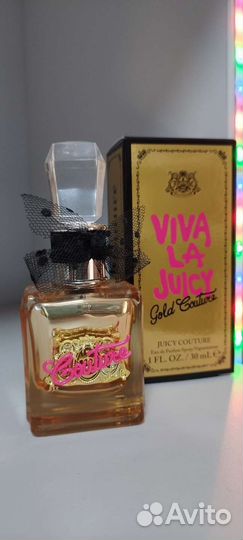 VIVA
LA
JUICY
Gold Couture
JUICY COUTURE
Eau de Parfum Spray Vaporisateur
1 FL. OZ / 30 mL ℮
Couture
Avito